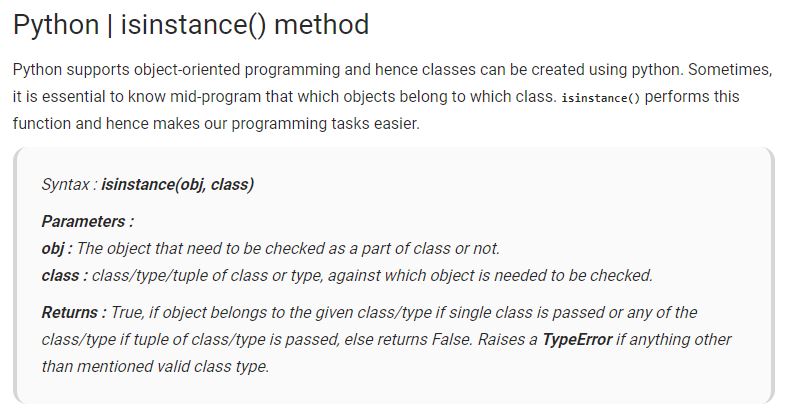 Python | isinstance() method
Python supports object-oriented programming and hence classes can be created using python. Sometimes,
it is essential to know mid-program that which objects belong to which class. isinstance() performs this
function and hence makes our programming tasks easier.
Syntax : isinstance(obj, class)
Parameters :
obj : The object that need to be checked as a part of class or not.
class : class/type/tuple of class or type, against which object is needed to be checked.
Returns : True, if object belongs to the given class/type if single class is passed or any of the
class/type if tuple of class/type is passed, else returns False. Raises a TypeError if anything other
than mentioned valid class type.